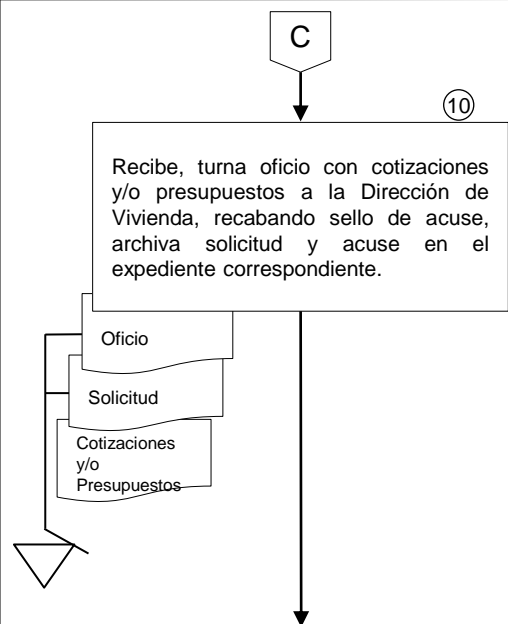 C
10
Recibe, turna oficio con cotizaciones
y/o presupuestos a la Dirección de
Vivienda, recabando sello de acuse,
archiva solicitud y acuse en el
expediente correspondiente.
Oficio
Solicitud
Cotizaciones
y/o
Presupuestos